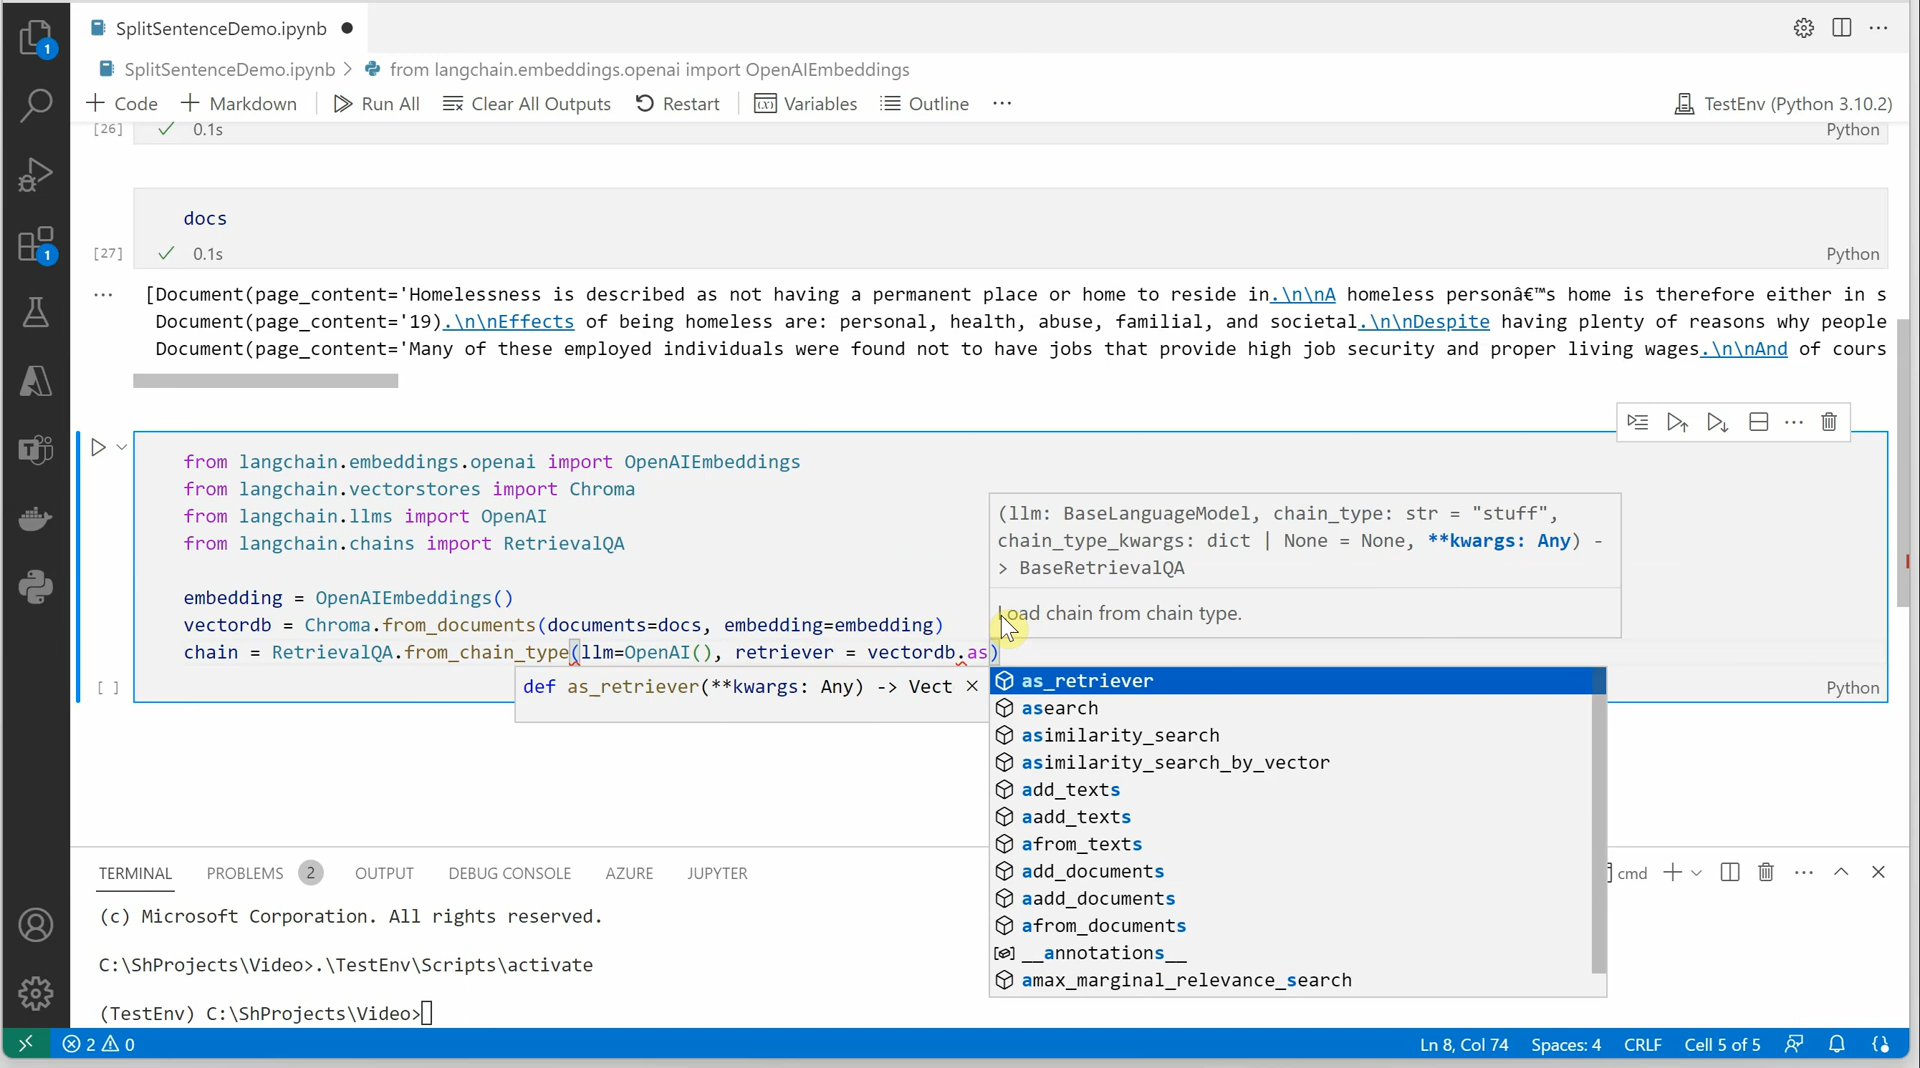 SplitSentenceDemo.ipynb ●
SplitSentenceDemo.ipynb > from langchain.embeddings.openai import OpenAIEmbeddings
+ Code + Markdown Run All Clear All Outputs Restart Variables Outline ··· TestEnv (Python 3.10.2)
[26] ✓ 0.1s Python
docs
[27] ✓ 0.1s Python
··· [Document(page_content='Homelessness is described as not having a permanent place or home to reside in.\n\nA homeless personâ€™s home is therefore either in s
Document(page_content='19).\n\nEffects of being homeless are: personal, health, abuse, familial, and societal.\n\nDespite having plenty of reasons why people
Document(page_content='Many of these employed individuals were found not to have jobs that provide high job security and proper living wages.\n\nAnd of cours
from langchain.embeddings.openai import OpenAIEmbeddings
from langchain.vectorstores import Chroma
from langchain.llms import OpenAI
from langchain.chains import RetrievalQA
(llm: BaseLanguageModel, chain_type: str = "stuff",
chain_type_kwargs: dict | None = None, **kwargs: Any) -
> BaseRetrievalQA
Load chain from chain type.
embedding = OpenAIEmbeddings()
vectordb = Chroma.from_documents(documents=docs, embedding=embedding)
chain = RetrievalQA.from_chain_type(llm=OpenAI(), retriever = vectordb.as)
[ ] Python
def as_retriever(**kwargs: Any) -> Vect ×
as_retriever
asearch
asimilarity_search
asimilarity_search_by_vector
add_texts
aadd_texts
afrom_texts
add_documents
aadd_documents
afrom_documents
__annotations__
amax_marginal_relevance_search
TERMINAL PROBLEMS 2 OUTPUT DEBUG CONSOLE AZURE JUPYTER cmd
(c) Microsoft Corporation. All rights reserved.
C:\ShProjects\Video>.\TestEnv\Scripts\activate
(TestEnv) C:\ShProjects\Video>
1
1
2 0 Ln 8, Col 74 Spaces: 4 CRLF Cell 5 of 5